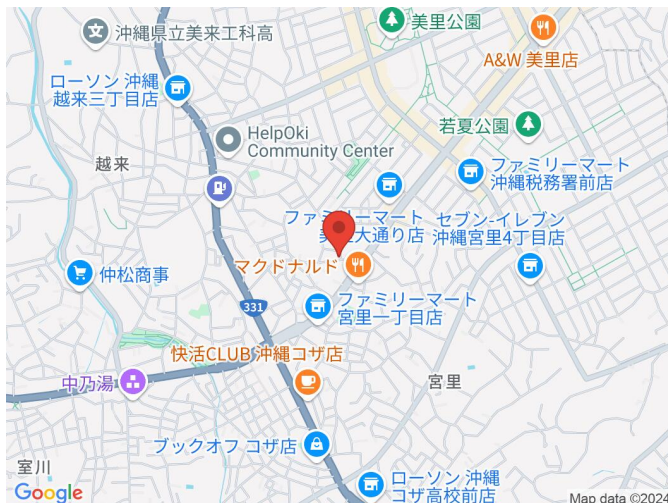 美里公園
沖縄県立美来工科高
A&W 美里店
ローソン 沖縄
越来三丁目店
若夏公園
HelpOki
Community Center
越来
ファミリーマート
沖縄税務署前店
ファミリーマート
大通り店
セブン-イレブン
沖縄宮里4丁目店
マクドナルド
仲松商事
331
ファミリーマート
宮里一丁目店
快活CLUB 沖縄コザ店
中乃湯
宮里
ブックオフ コザ店
室川
ローソン 沖縄
コザ高校前店
Google
Map data ©2024